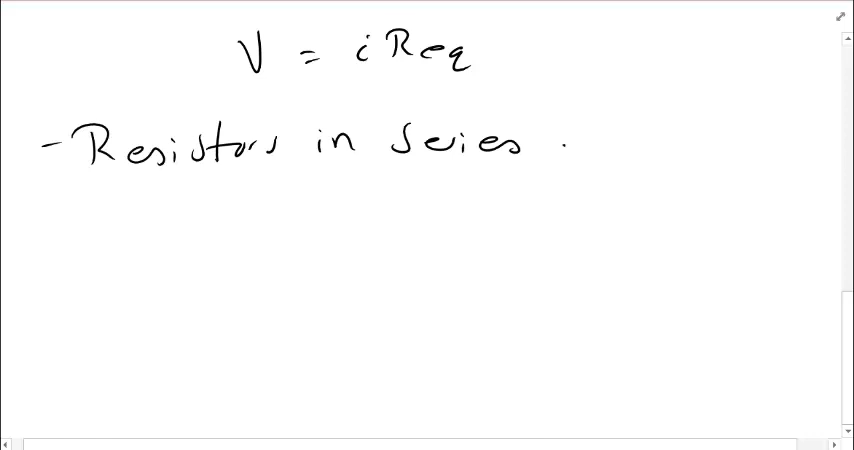 V = i Req
- Resistors in series .